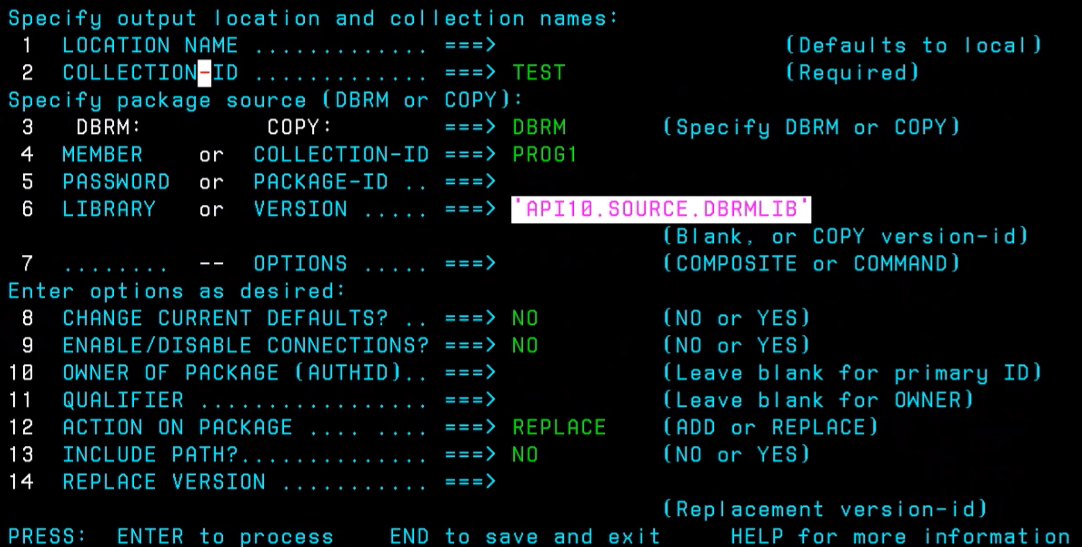 Specify output location and collection names:
1 LOCATION NAME .............. ===> (Defaults to local)
2 COLLECTION-ID .............. ===> TEST (Required)
Specify package source (DBRM or COPY):
3 DBRM: COPY: ===> DBRM (Specify DBRM or COPY)
4 MEMBER or COLLECTION-ID ===> PROG1
5 PASSWORD or PACKAGE-ID .. ===>
6 LIBRARY or VERSION ..... ===> 'API10.SOURCE.DBRMLIB'
(Blank, or COPY version-id)
7 ........ -- OPTIONS ..... ===> (COMPOSITE or COMMAND)
Enter options as desired:
8 CHANGE CURRENT DEFAULTS? .. ===> NO (NO or YES)
9 ENABLE/DISABLE CONNECTIONS? ===> NO (NO or YES)
10 OWNER OF PACKAGE (AUTHID).. ===> (Leave blank for primary ID)
11 QUALIFIER ................. ===> (Leave blank for OWNER)
12 ACTION ON PACKAGE .... .... ===> REPLACE (ADD or REPLACE)
13 INCLUDE PATH?.............. ===> NO (NO or YES)
14 REPLACE VERSION ........... ===>
(Replacement version-id)
PRESS: ENTER to process END to save and exit HELP for more information